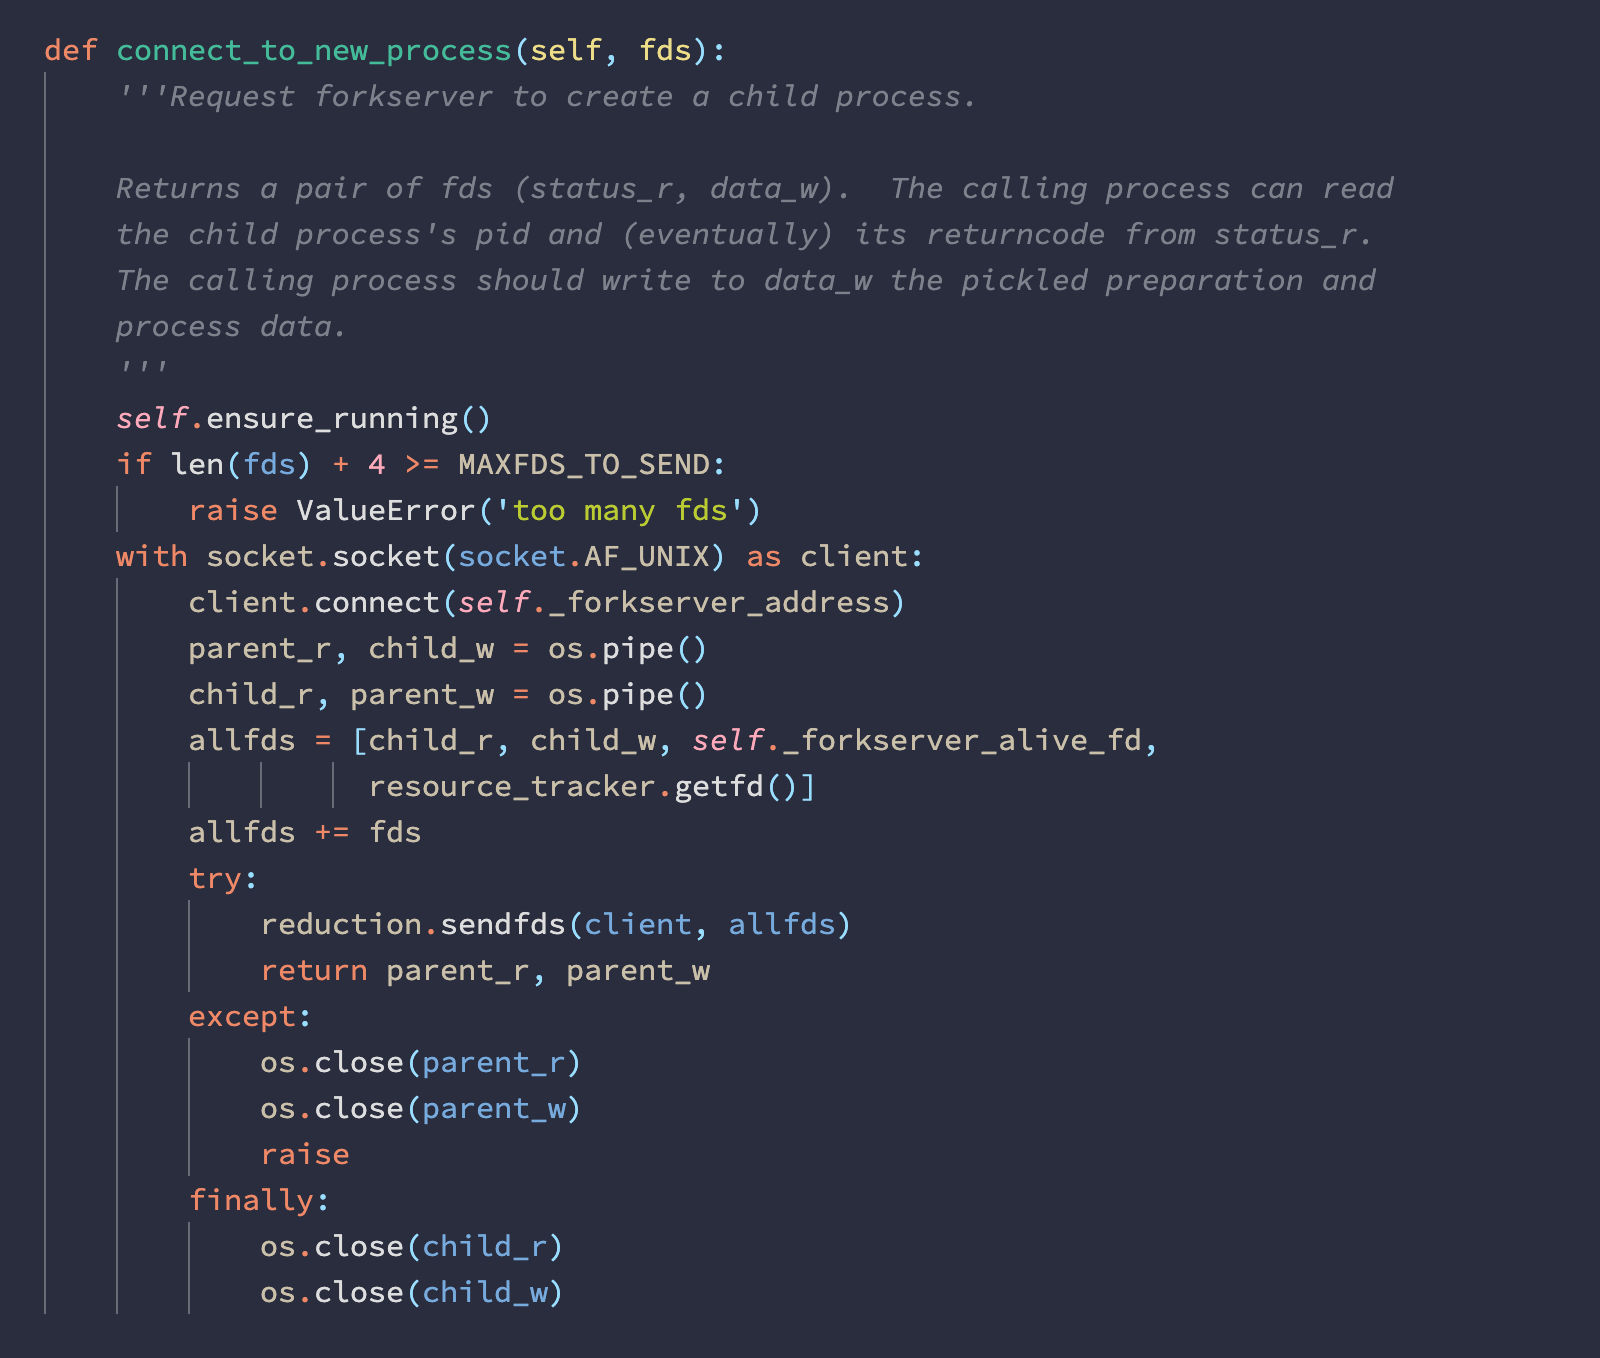 def connect_to_new_process(self, fds):
    '''Request forkserver to create a child process.

    Returns a pair of fds (status_r, data_w).  The calling process can read
    the child process's pid and (eventually) its returncode from status_r.
    The calling process should write to data_w the pickled preparation and
    process data.
    '''
    self.ensure_running()
    if len(fds) + 4 >= MAXFDS_TO_SEND:
        raise ValueError('too many fds')
    with socket.socket(socket.AF_UNIX) as client:
        client.connect(self._forkserver_address)
        parent_r, child_w = os.pipe()
        child_r, parent_w = os.pipe()
        allfds = [child_r, child_w, self._forkserver_alive_fd,
                  resource_tracker.getfd()]
        allfds += fds
        try:
            reduction.sendfds(client, allfds)
            return parent_r, parent_w
        except:
            os.close(parent_r)
            os.close(parent_w)
            raise
        finally:
            os.close(child_r)
            os.close(child_w)